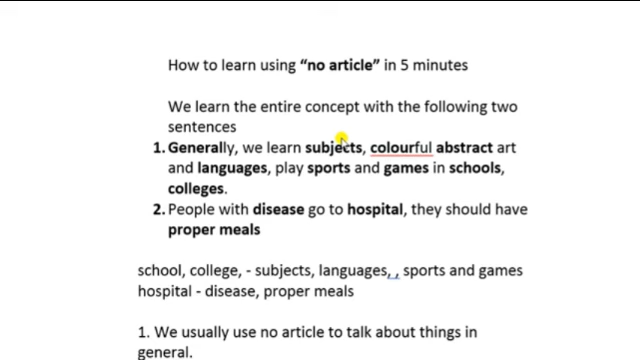 How to learn using “no article” in 5 minutes
We learn the entire concept with the following two
sentences
1. Generally, we learn subjects, colourful abstract art
and languages, play sports and games in schools,
colleges.
2. People with disease go to hospital, they should have
proper meals
school, college, - subjects, languages, , sports and games
hospital - disease, proper meals
1. We usually use no article to talk about things in
general.